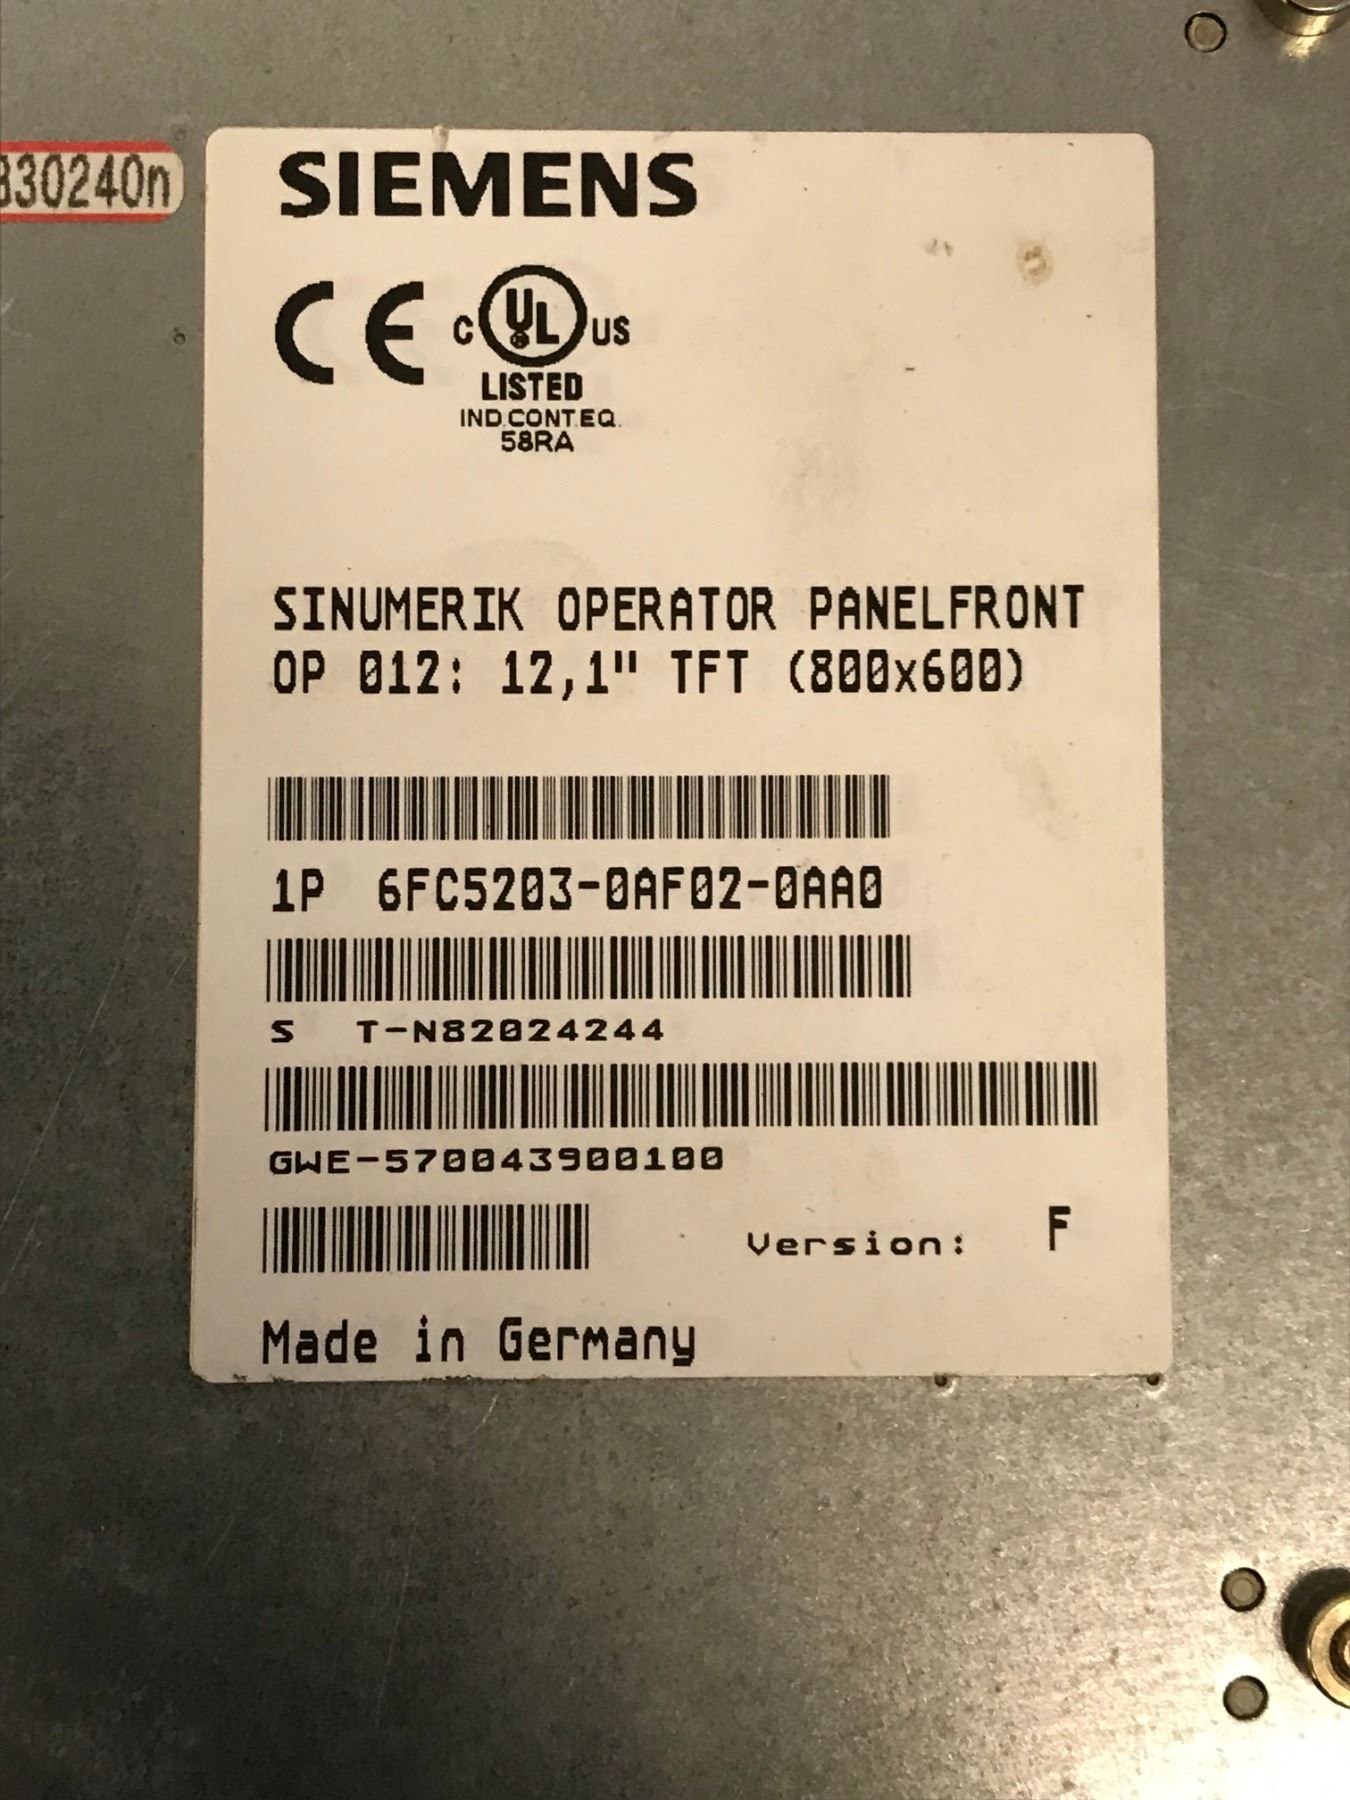 830240n
SIEMENS
CE
C UL US
LISTED
IND.CONT.EQ.
58RA
SINUMERIK OPERATOR PANELFRONT
OP 012: 12,1" TFT (800x600)
1P 6FC5203-0AF02-0AA0
S T-N82024244
GWE-570043900100
Version: F
Made in Germany